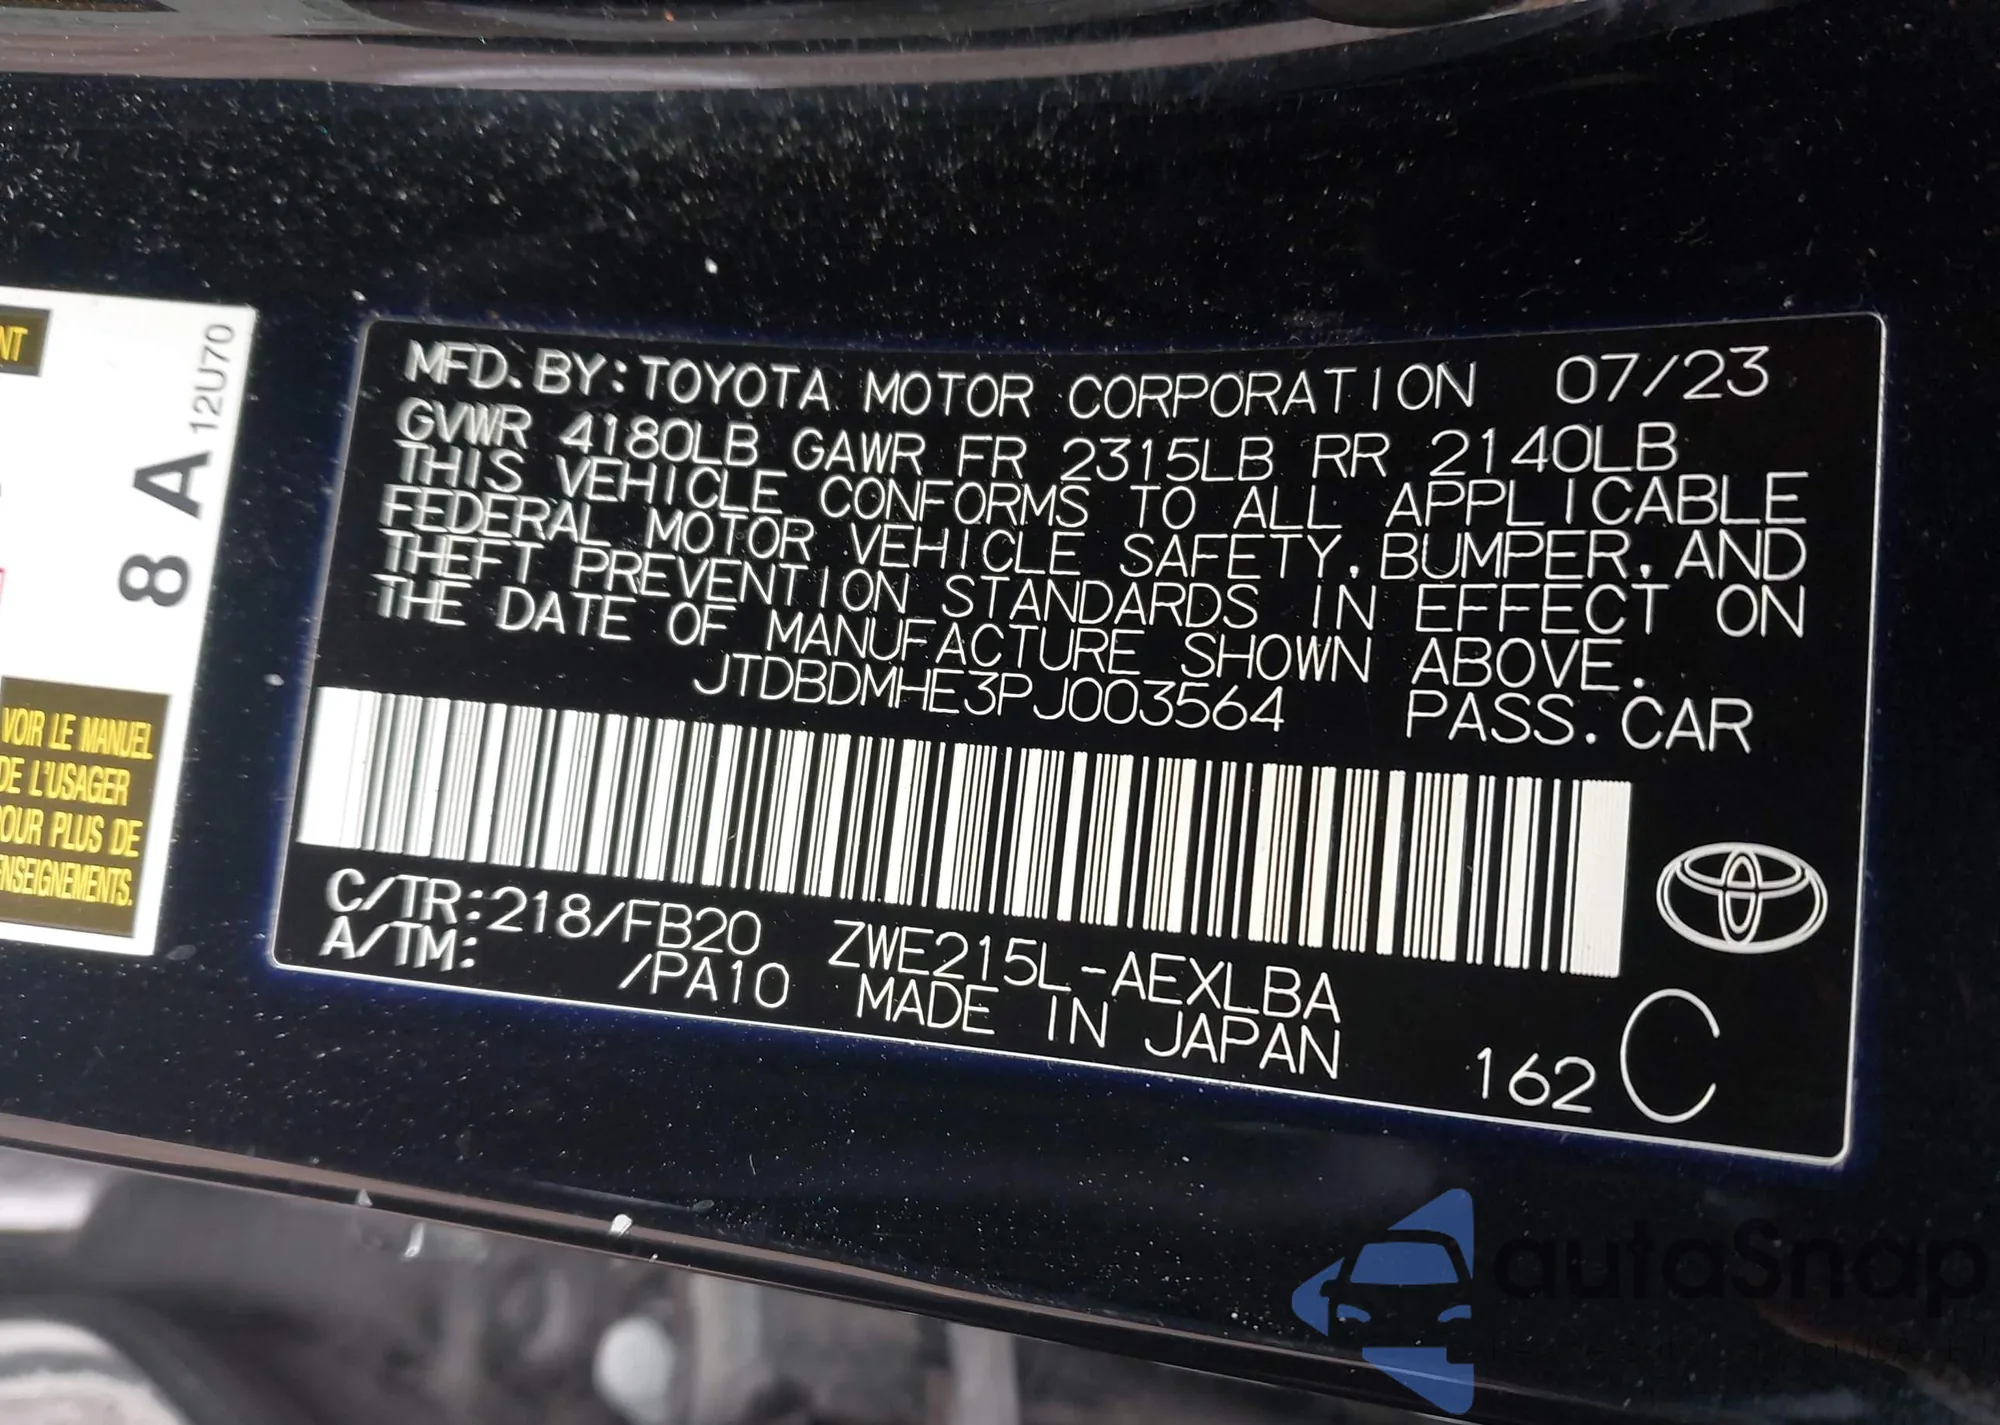 NT
8 A 12U70
VOIR LE MANUEL
DE L'USAGER
POUR PLUS DE
ENSEIGNEMENTS.
MFD. BY: TOYOTA MOTOR CORPORATION 07/23
GVWR 4180LB GAWR FR 2315LB RR 2140LB
THIS VEHICLE CONFORMS TO ALL APPLICABLE
FEDERAL MOTOR VEHICLE SAFETY, BUMPER, AND
THEFT PREVENTION STANDARDS IN EFFECT ON
THE DATE OF MANUFACTURE SHOWN ABOVE.
JTDBDMHE3PJ003564 PASS. CAR
C/TR:218/FB20 ZWE215L-AEXLBA
A/TM: /PA10 MADE IN JAPAN
162 C
autoSnap